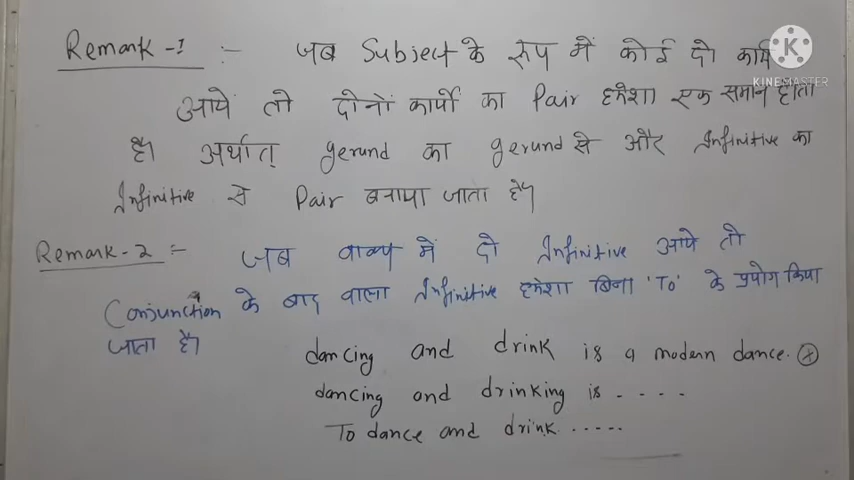 Remark-I :- जब Subject के रूप में कोई दो कार्य
K
KINEMASTER
आयें तो दोनों कार्यों का Pair हमेशा एक समान होता
है। अर्थात् gerund का gerund से और Infinitive का
Infinitive से Pair बनाया जाता है।
Remark-2 :- जब वाक्य में दो Infinitive आये तो
Conjunction के बाद वाला Infinitive हमेशा बिना 'To' के प्रयोग किया
जाता है।
dancing and drink is a modern dance. ⊗
dancing and drinking is ....
To dance and drink .....